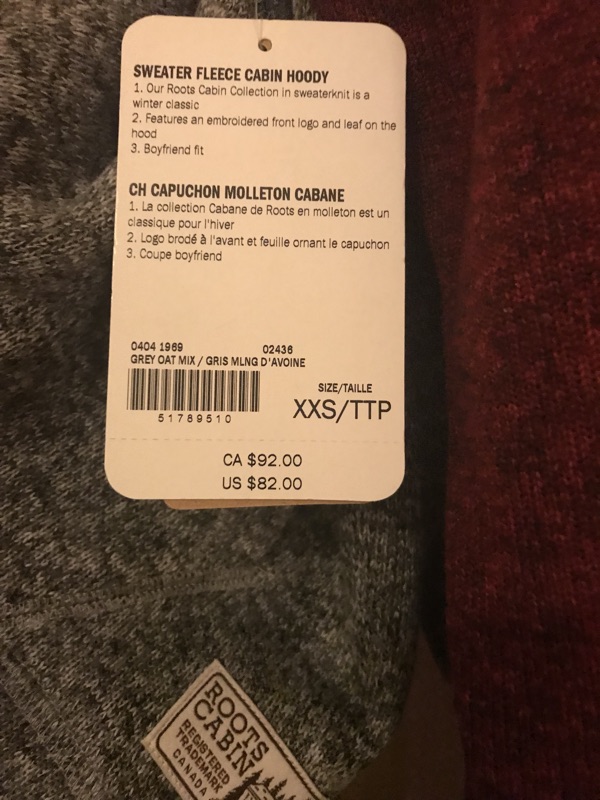 SWEATER FLEECE CABIN HOODY
1. Our Roots Cabin Collection in sweaterknit is a
winter classic
2. Features an embroidered front logo and leaf on the
hood
3. Boyfriend fit
CH CAPUCHON MOLLETON CABANE
1. La collection Cabane de Roots en molleton est un
classique pour l'hiver
2. Logo brodé à l'avant et feuille ornant le capuchon
3. Coupe boyfriend
0404 1969 02436
GREY OAT MIX / GRIS MLNG D'AVOINE
51789510
SIZE/TAILLE
XXS/TTP
CA $92.00
US $82.00
ROOTS
CABIN
REGISTERED
TRADEMARK
CANADA